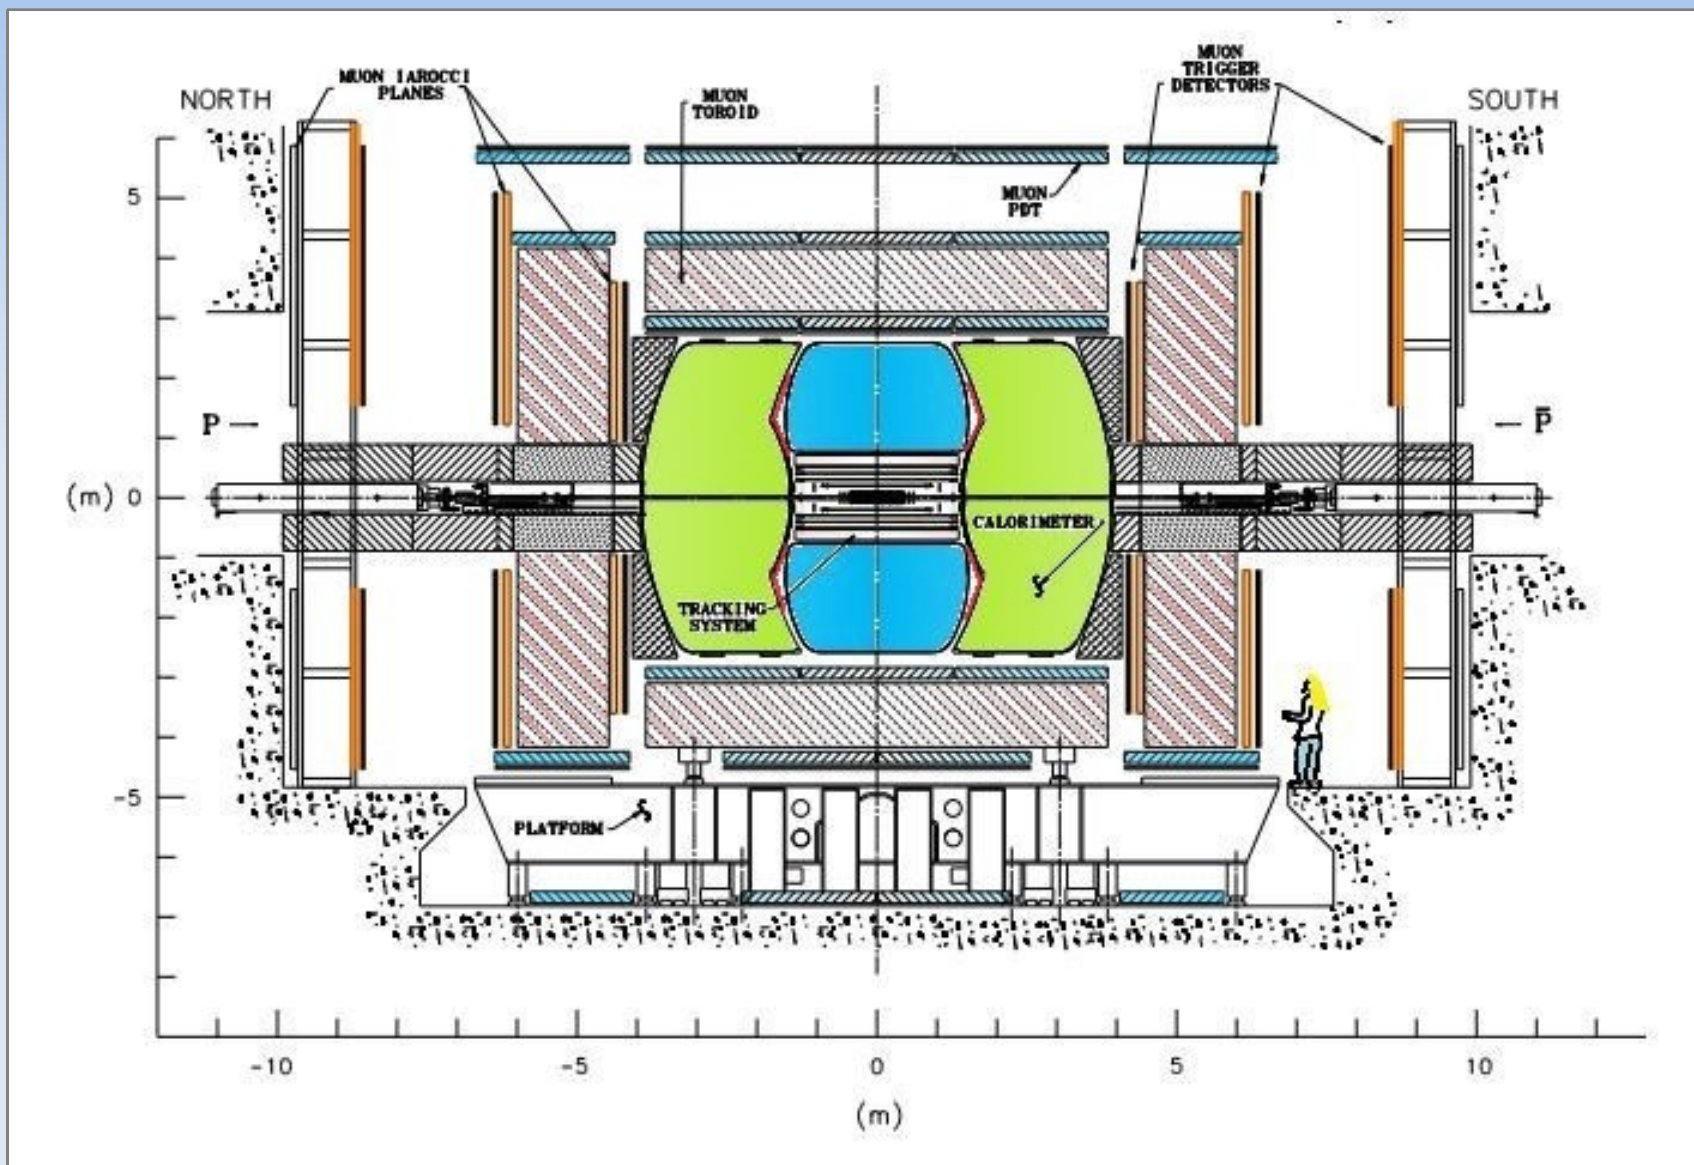 MUON
TRIGGER
DETECTORS
MUON IAROCCI
PLANES
NORTH
MUON
TOROID
SOUTH
5
MUON
PDT
P
p̅
(m) 0
CALORIMETER
TRACKING
SYSTEM
-5
PLATFORM
-10 -5 0 5 10
(m)